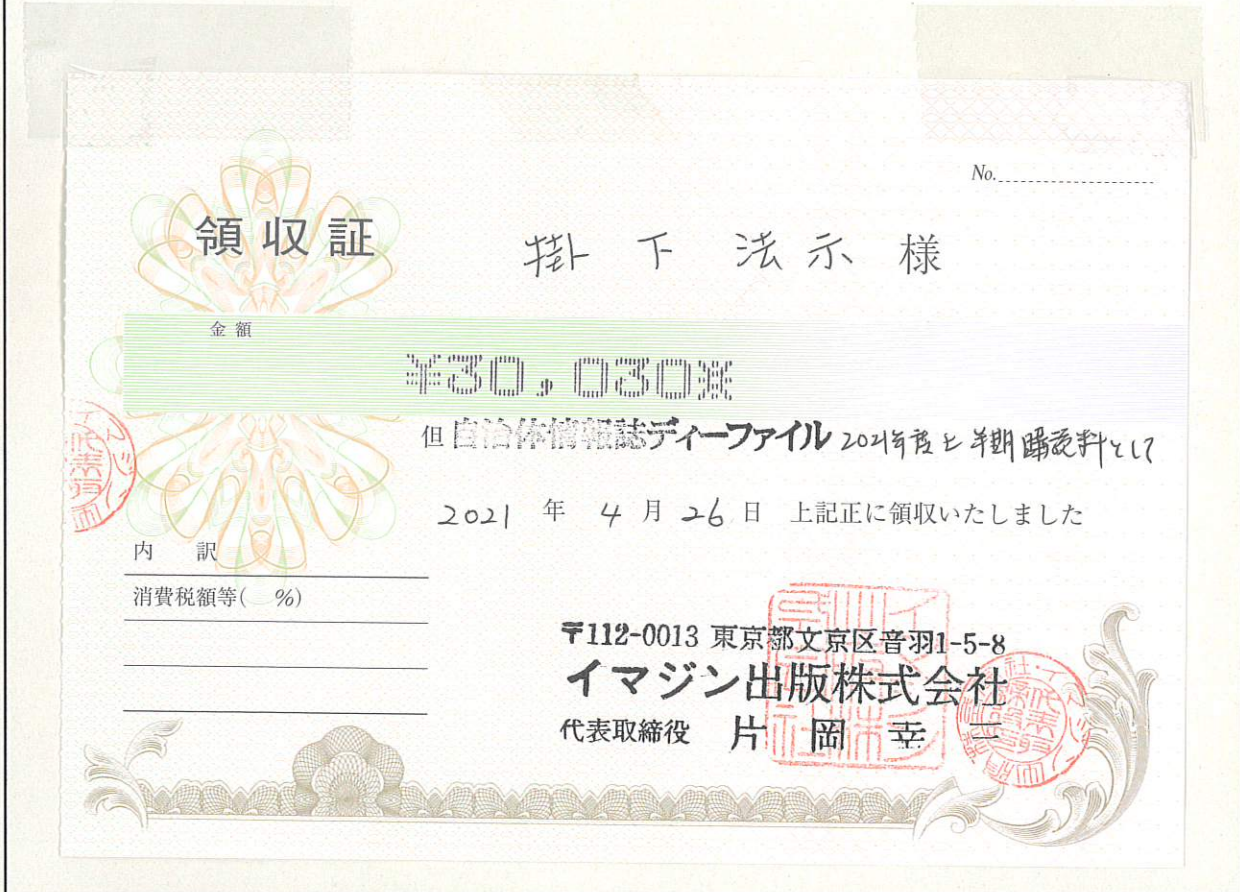 No.
領収証
掛下 法示 様
金額
¥30,030※
但 自治体情報誌ディーファイル 2021年度上半期購読料として
2021 年 4 月 26 日 上記正に領収いたしました
内 訳
消費税額等( %)
〒112-0013 東京都文京区音羽1-5-8
イマジン出版株式会社
代表取締役 片岡幸三